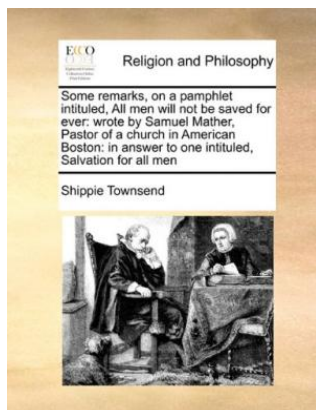 ECCO
Religion and Philosophy
Some remarks, on a pamphlet
intituled, All men will not be saved for
ever: wrote by Samuel Mather,
Pastor of a church in American
Boston: in answer to one intituled,
Salvation for all men
Shippie Townsend